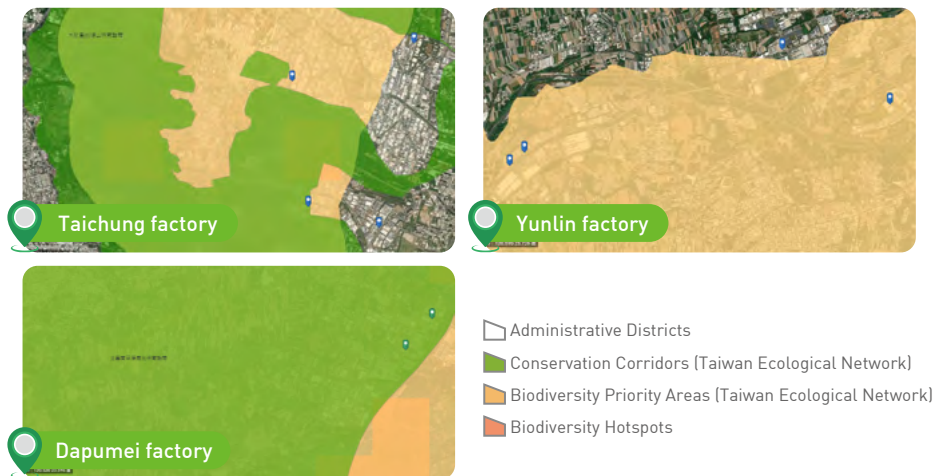 Taichung factory
Yunlin factory
Dapumei factory
Administrative Districts
Conservation Corridors (Taiwan Ecological Network)
Biodiversity Priority Areas (Taiwan Ecological Network)
Biodiversity Hotspots